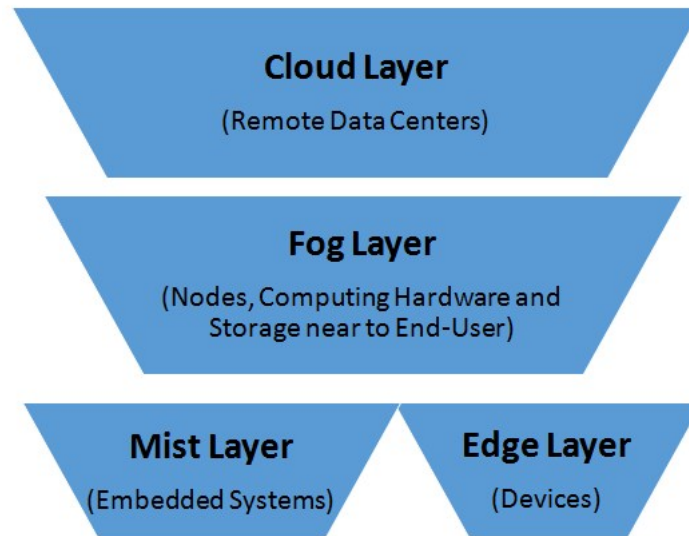 Cloud Layer
(Remote Data Centers)
Fog Layer
(Nodes, Computing Hardware and
Storage near to End-User)
Mist Layer
(Embedded Systems)
Edge Layer
(Devices)